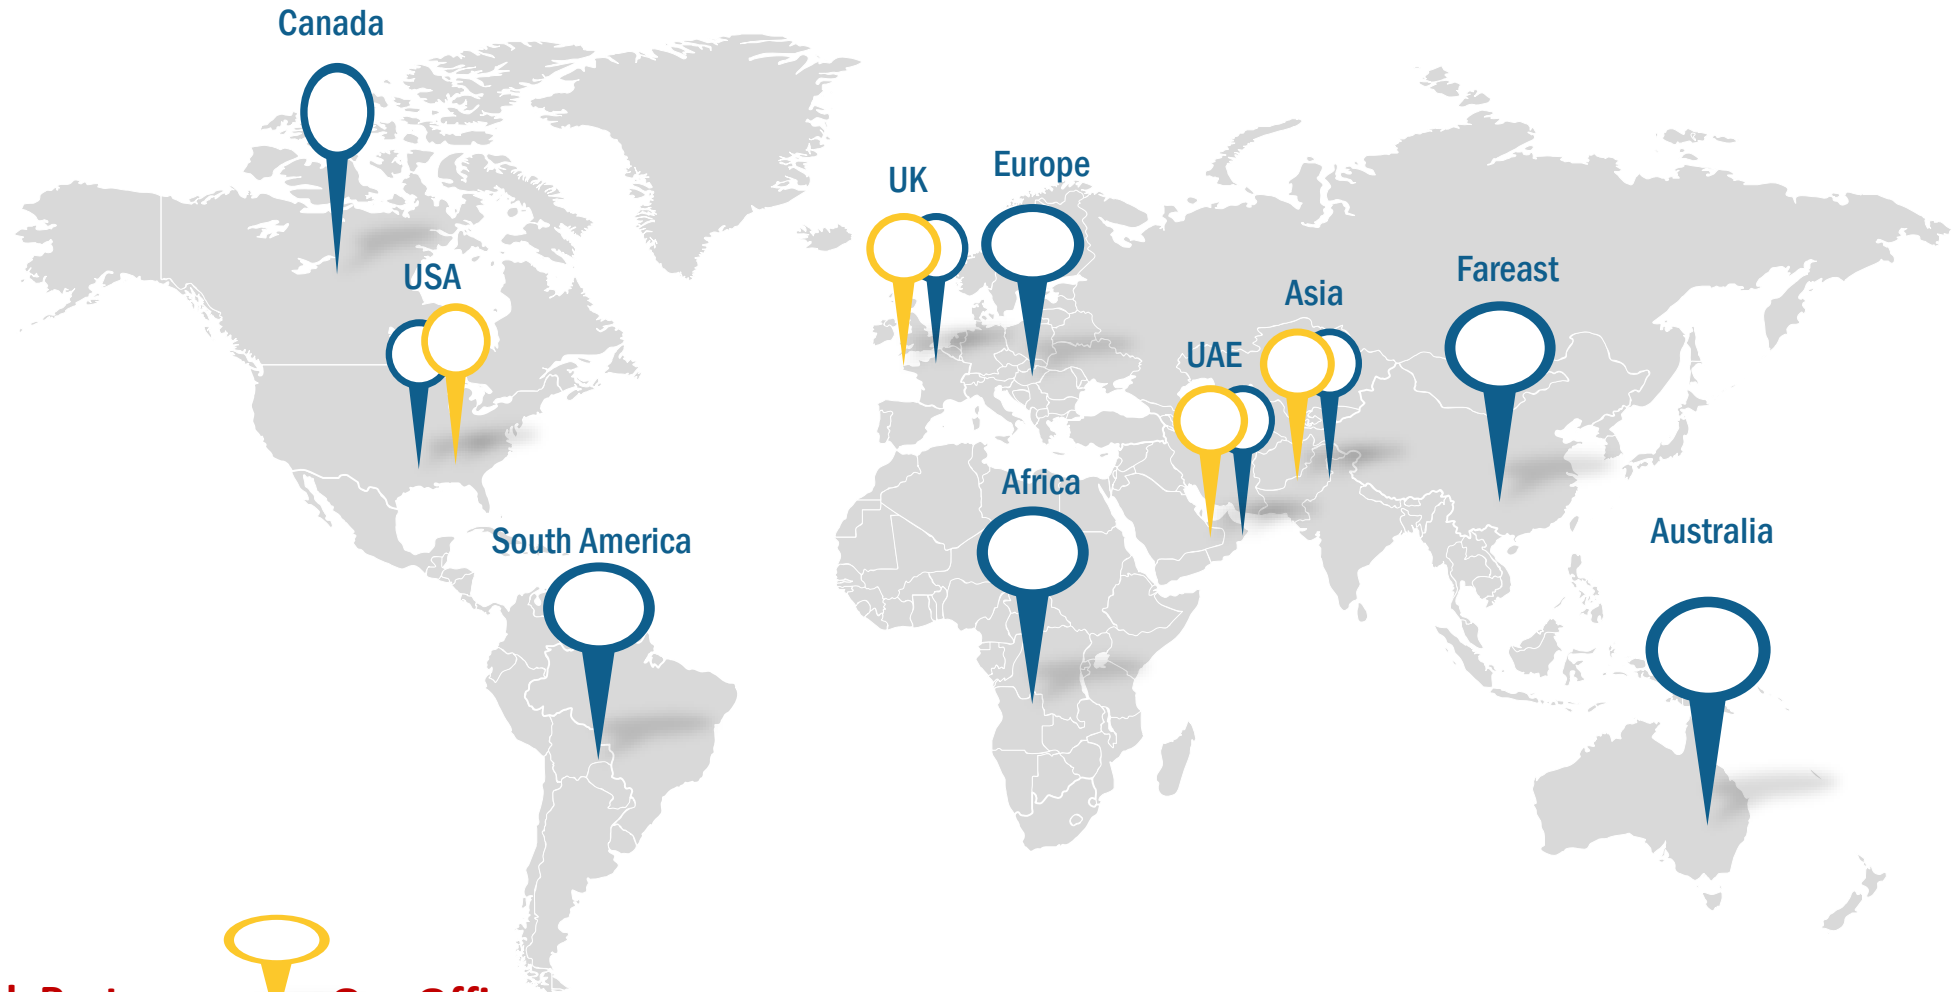 Canada
UK
Europe
USA
Fareast
Asia
UAE
Africa
South America
Australia